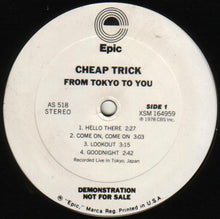 Epic
CHEAP TRICK
FROM TOKYO TO YOU
AS 518
STEREO
SIDE 1
XSM 164959
℗ 1978 CBS Inc.
1. HELLO THERE 2:27
2. COME ON, COME ON 3:03
3. LOOKOUT 3:15
4. GOODNIGHT 2:42
Recorded Live In Tokyo, Japan
DEMONSTRATION
NOT FOR SALE
® "Epic," Marca Reg. Printed in U.S.A